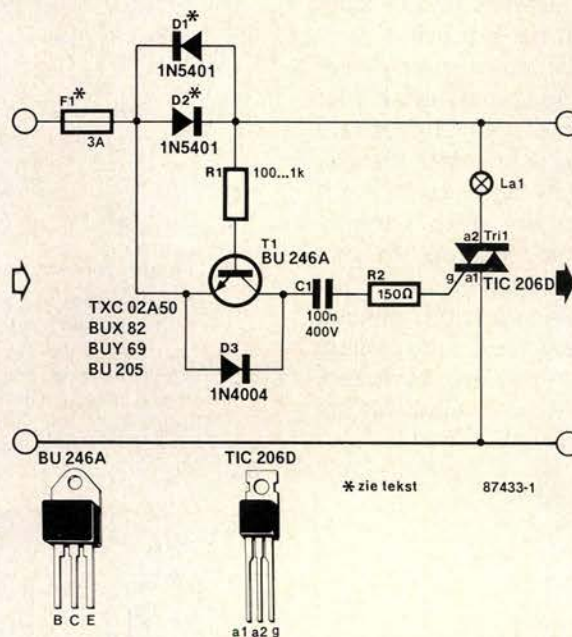 D1*
1N5401
F1*
3A
D2*
1N5401
R1
100...1k
La1
T1
BU 246A
a2 Tri1
g a1
TIC 206D
C1
100n
400V
R2
150Ω
TXC 02A50
BUX 82
BUY 69
BU 205
D3
1N4004
BU 246A
TIC 206D
* zie tekst
87433-1
B C E
a1 a2 g